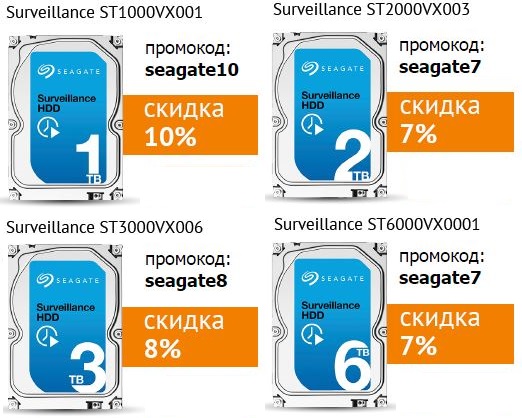 Surveillance ST1000VX001
промокод:
seagate10
SEAGATE
Surveillance
HDD
1
TB
скидка
10%
Surveillance ST2000VX003
промокод:
seagate7
SEAGATE
Surveillance
HDD
2
TB
скидка
7%
Surveillance ST3000VX006
промокод:
seagate8
SEAGATE
Surveillance
HDD
3
TB
скидка
8%
Surveillance ST6000VX0001
промокод:
seagate7
SEAGATE
Surveillance
HDD
6
TB
скидка
7%